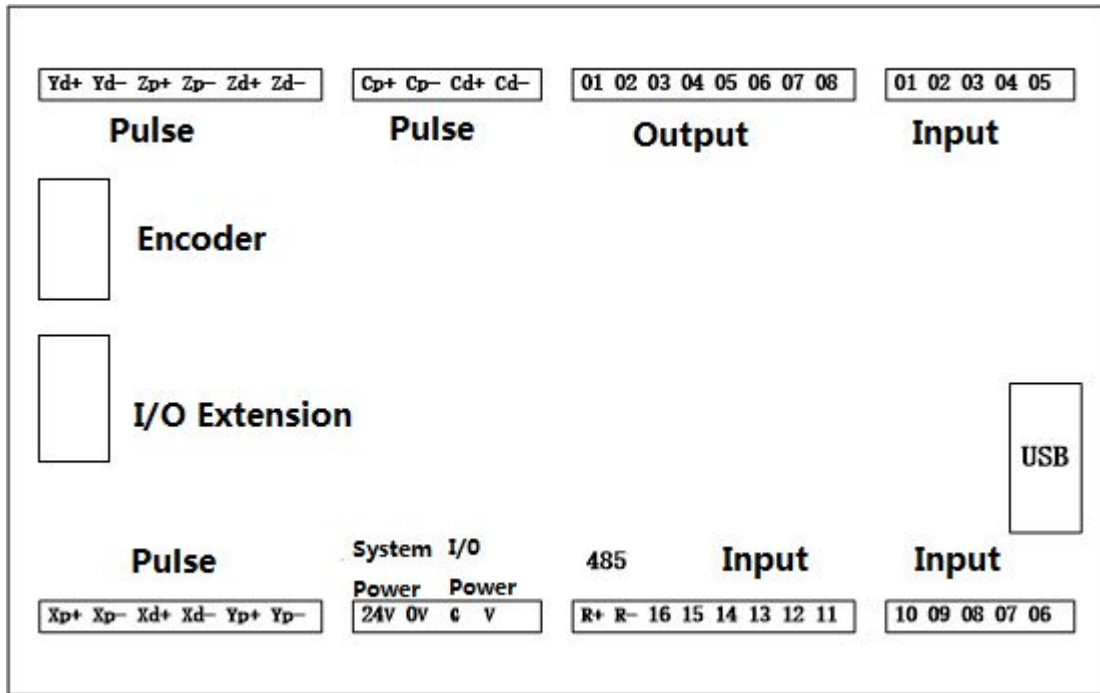 Yd+ Yd- Zp+ Zp- Zd+ Zd-
Cp+ Cp- Cd+ Cd-
01 02 03 04 05 06 07 08
01 02 03 04 05
Pulse
Pulse
Output
Input
Encoder
I/O Extension
USB
Pulse
System I/O
Power Power
485
Input
Input
Xp+ Xp- Xd+ Xd- Yp+ Yp-
24V 0V G V
R+ R- 16 15 14 13 12 11
10 09 08 07 06